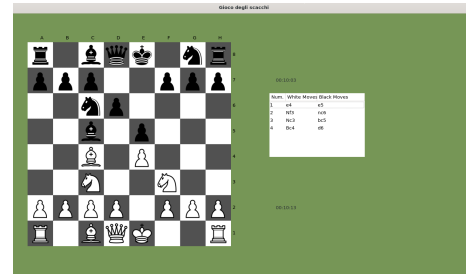 Gioco degli scacchi
A B C D E F G H
8
7
00:10:00
Num. White Moves Black Moves
6
1 e4 e5
2 Nf3 nc6
5
3 Nc3 bc5
4 Bc4 d6
4
3
2
00:10:13
1